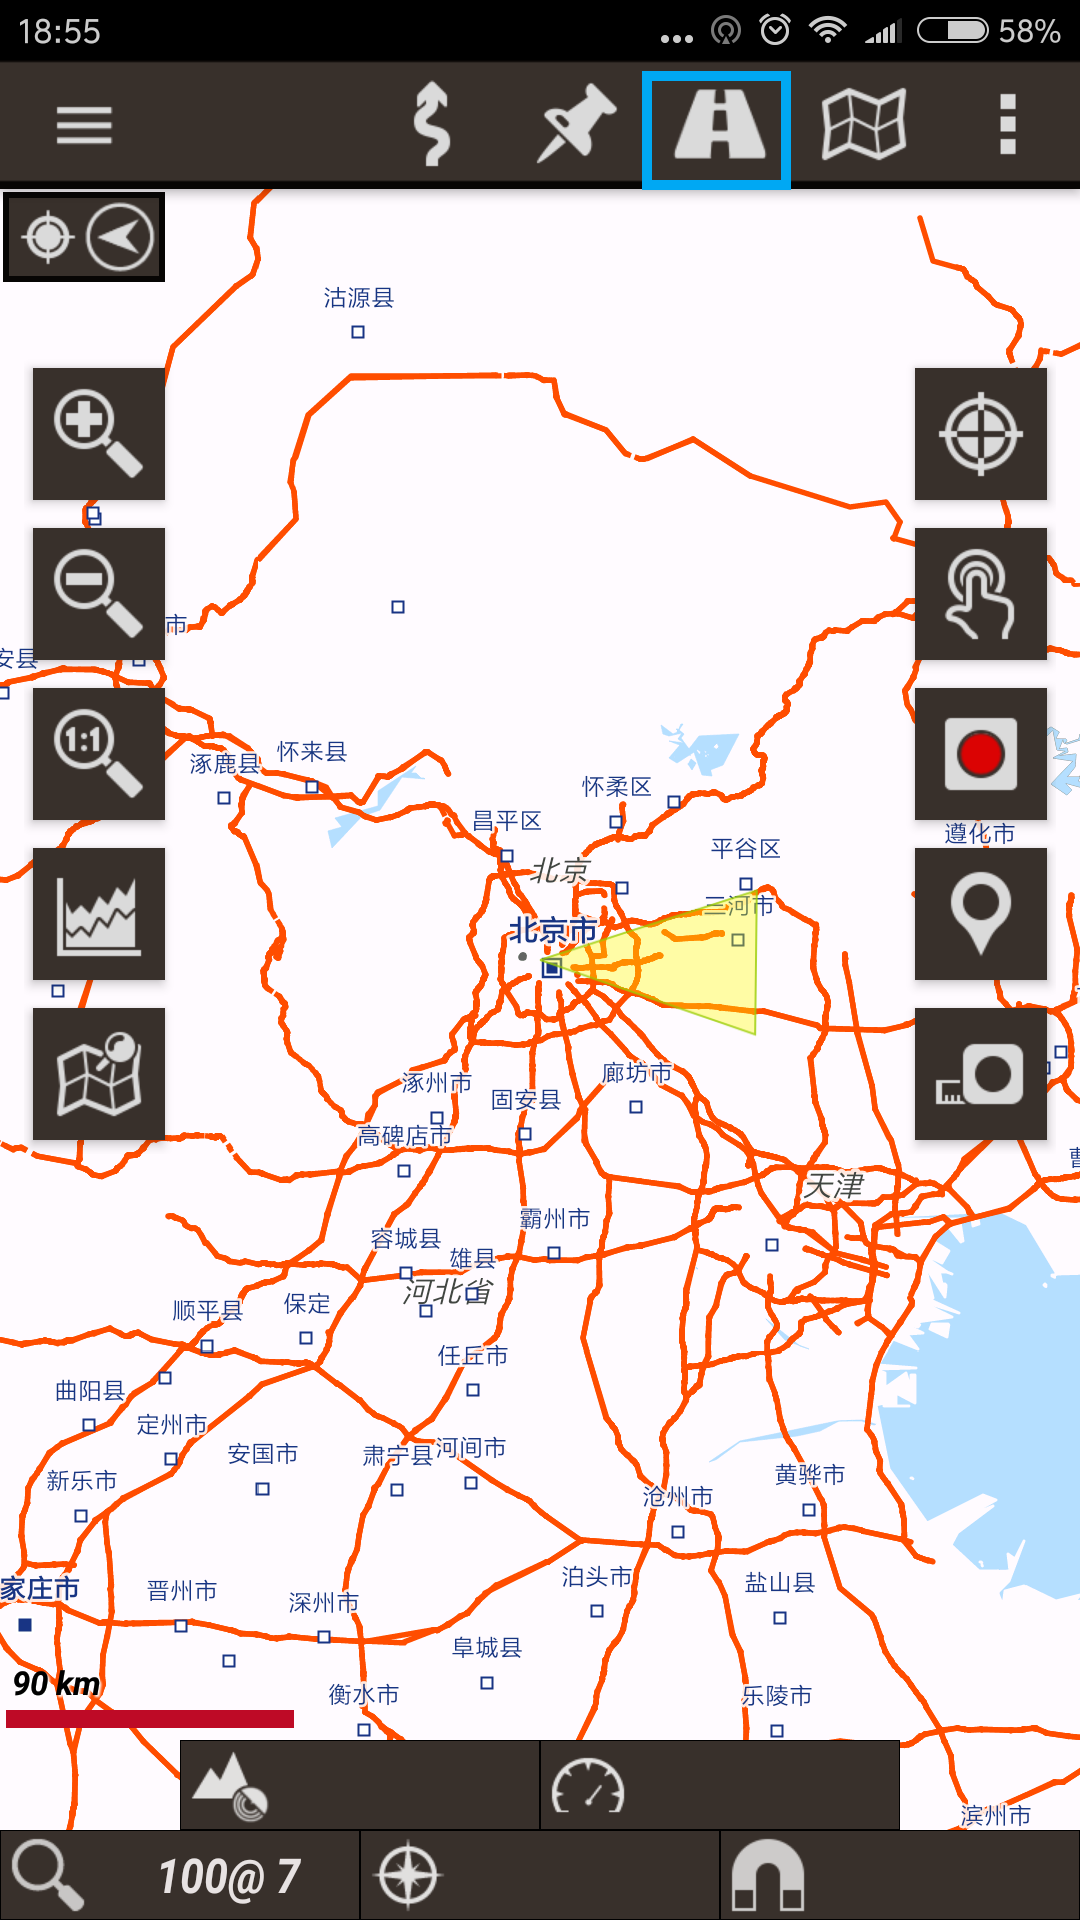 18:55
58%
沽源县
市
安县
怀来县
涿鹿县
怀柔区
昌平区
遵化市
平谷区
北京
三河市
北京市
廊坊市
涿州市
固安县
高碑店市
天津
霸州市
容城县
雄县
河北省
保定
顺平县
任丘市
曲阳县
定州市
河间市
安国市
肃宁县
黄骅市
新乐市
沧州市
泊头市
盐山县
家庄市
晋州市
深州市
阜城县
90 km
衡水市
乐陵市
滨州市
1:1
100@ 7